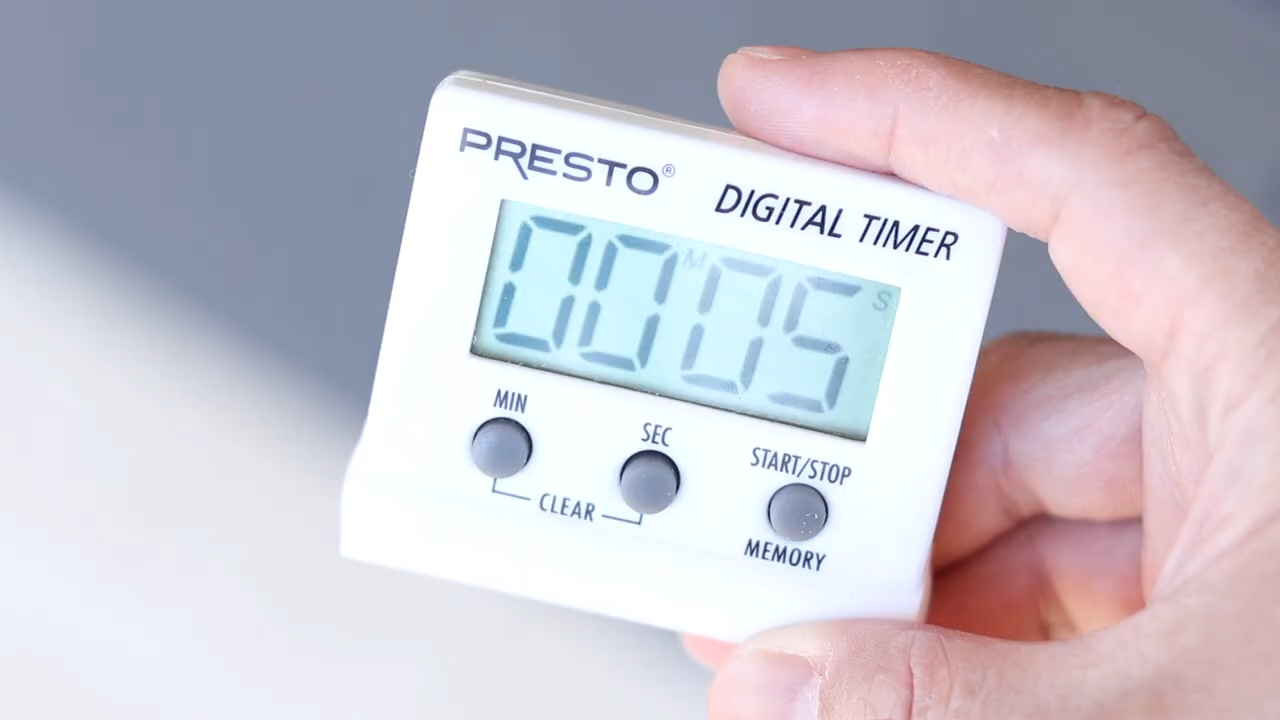 PRESTO®
DIGITAL TIMER
00M05S
MIN
SEC
START/STOP
CLEAR
MEMORY